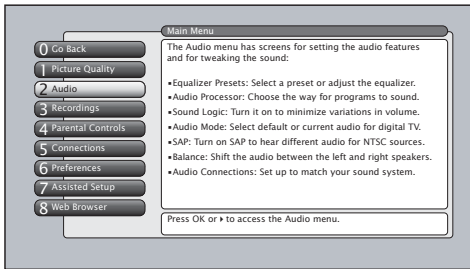 Main Menu
0 Go Back
1 Picture Quality
2 Audio
3 Recordings
4 Parental Controls
5 Connections
6 Preferences
7 Assisted Setup
8 Web Browser
The Audio menu has screens for setting the audio features
and for tweaking the sound:
▪Equalizer Presets: Select a preset or adjust the equalizer.
▪Audio Processor: Choose the way for programs to sound.
▪Sound Logic: Turn it on to minimize variations in volume.
▪Audio Mode: Select default or current audio for digital TV.
▪SAP: Turn on SAP to hear different audio for NTSC sources.
▪Balance: Shift the audio between the left and right speakers.
▪Audio Connections: Set up to match your sound system.
Press OK or ▸ to access the Audio menu.